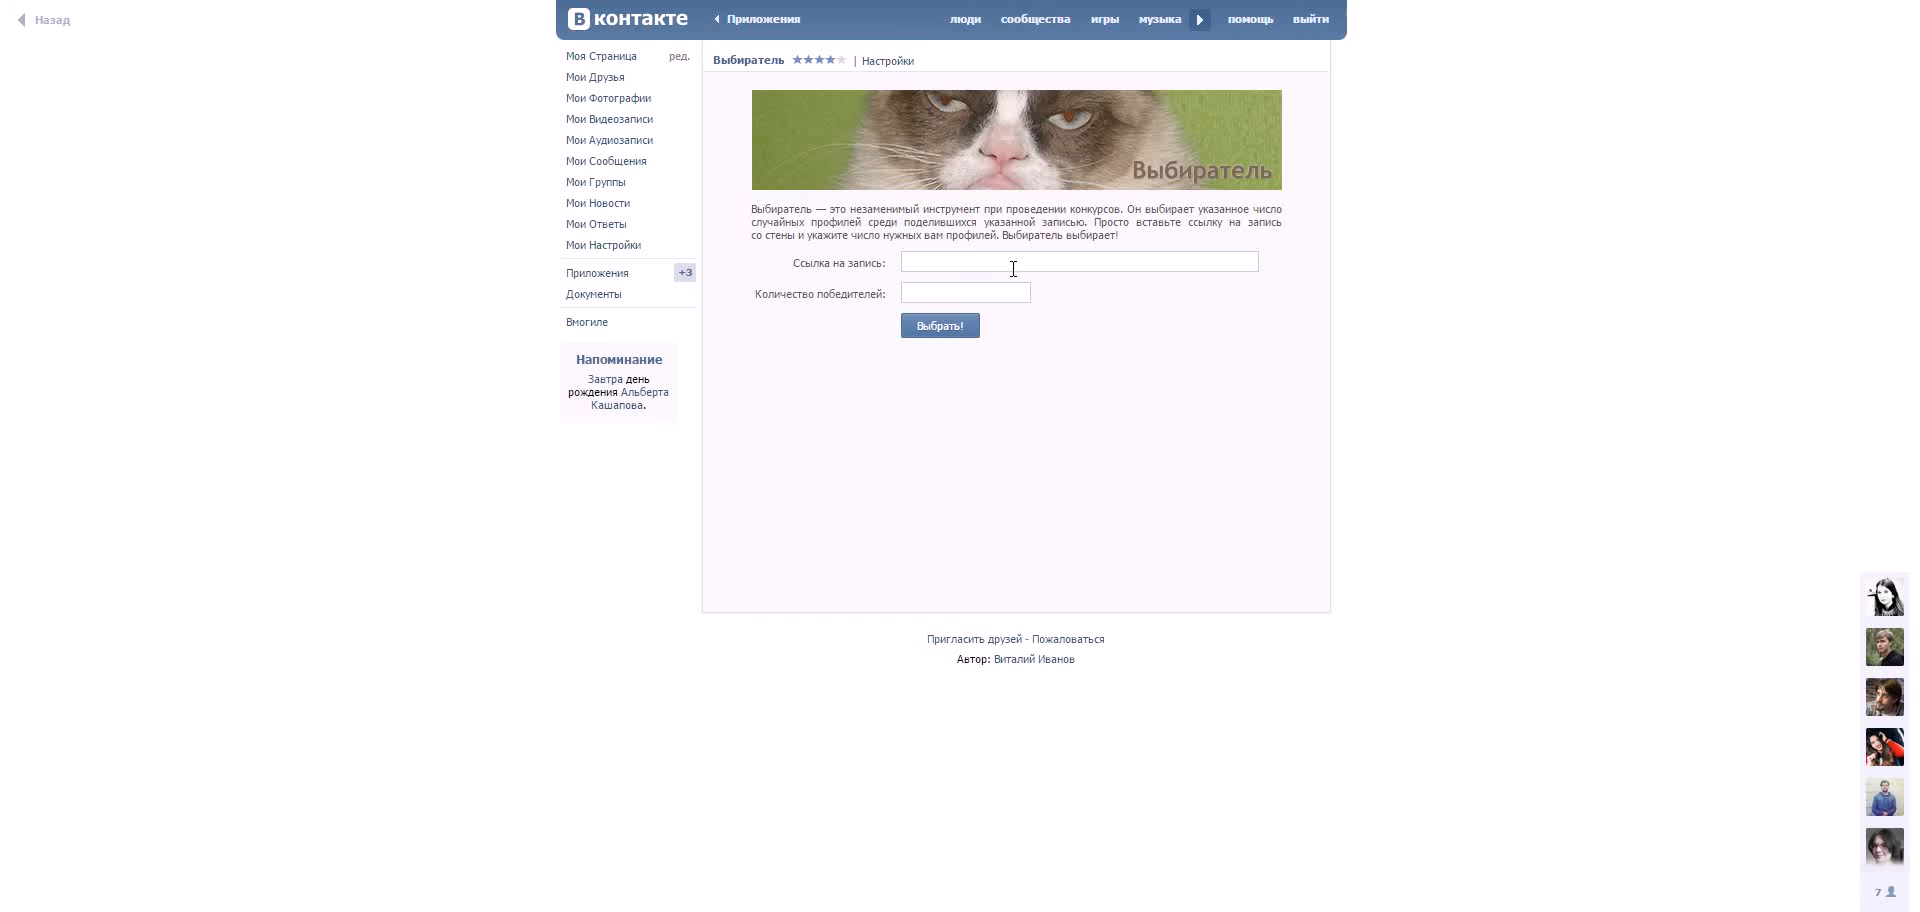 Назад
В контакте
Приложения
люди
сообщества
игры
музыка
помощь
выйти
Моя Страница
ред.
Мои Друзья
Мои Фотографии
Мои Видеозаписи
Мои Аудиозаписи
Мои Сообщения
Мои Группы
Мои Новости
Мои Ответы
Мои Настройки
Приложения
+3
Документы
Вмогиле
Напоминание
Завтра день
рождения Альберта
Кашапова.
Выбиратель
| Настройки
Выбиратель
Выбиратель — это незаменимый инструмент при проведении конкурсов. Он выбирает указанное число
случайных профилей среди поделившихся указанной записью. Просто вставьте ссылку на запись
со стены и укажите число нужных вам профилей. Выбиратель выбирает!
Ссылка на запись:
Количество победителей:
Выбрать!
Пригласить друзей - Пожаловаться
Автор: Виталий Иванов
7